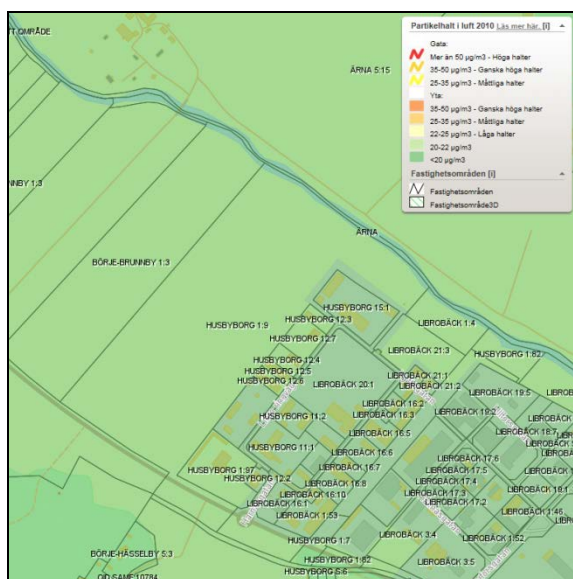 Partikelhalt i luft 2010 Läs mer här. [i]
Gata:
Mer än 50 µg/m3 - Höga halter
35-50 µg/m3 - Ganska höga halter
25-35 µg/m3 - Måttliga halter
Yta:
35-50 µg/m3 - Ganska höga halter
25-35 µg/m3 - Måttliga halter
22-25 µg/m3 - Låga halter
20-22 µg/m3
<20 µg/m3
Fastighetsområden [i]
Fastighetsområden
Fastighetsområde3D
OMRÅDE
ÄRNA 5:15
ÄRNA
BÖRJE-BRUNNBY 1:3
HUSBYBORG 15:1
HUSBYBORG 12:3
HUSBYBORG 1:9
LIBROBÄCK 1:4
HUSBYBORG 12:7
LIBROBÄCK 21:3
HUSBYBORG 1:82
HUSBYBORG 12:4
HUSBYBORG 12:5
HUSBYBORG 12:6
LIBROBÄCK 21:1
LIBROBÄCK 20:1
LIBROBÄCK 21:2
LIBROBÄCK 19:5
LIBROBÄCK 16:2
LIBROBÄCK 16:3
LIBROBÄCK 19:2
HUSBYBORG 11:2
LIBROBÄCK 16:5
LIBROBÄCK 18:7
HUSBYBORG 11:1
LIBROBÄCK 16:6
LIBROBÄCK 17:6
HUSBYBORG 1:97
LIBROBÄCK 16:7
LIBROBÄCK 17:5
HUSBYBORG 12:2
LIBROBÄCK 16:8
LIBROBÄCK 17:4
LIBROBÄCK 16:10
LIBROBÄCK 17:3
LIBROBÄCK 19:1
LIBROBÄCK 16:1
LIBROBÄCK 17:2
LIBROBÄCK 1:53
LIBROBÄCK 1:46
HUSBYBORG 1:7
LIBROBÄCK 3:4
LIBROBÄCK 1:52
BÖRJE-HÄSSELBY 5:3
HUSBYBORG 1:82
LIBROBÄCK 3:5
HUSBYBORG 5:6